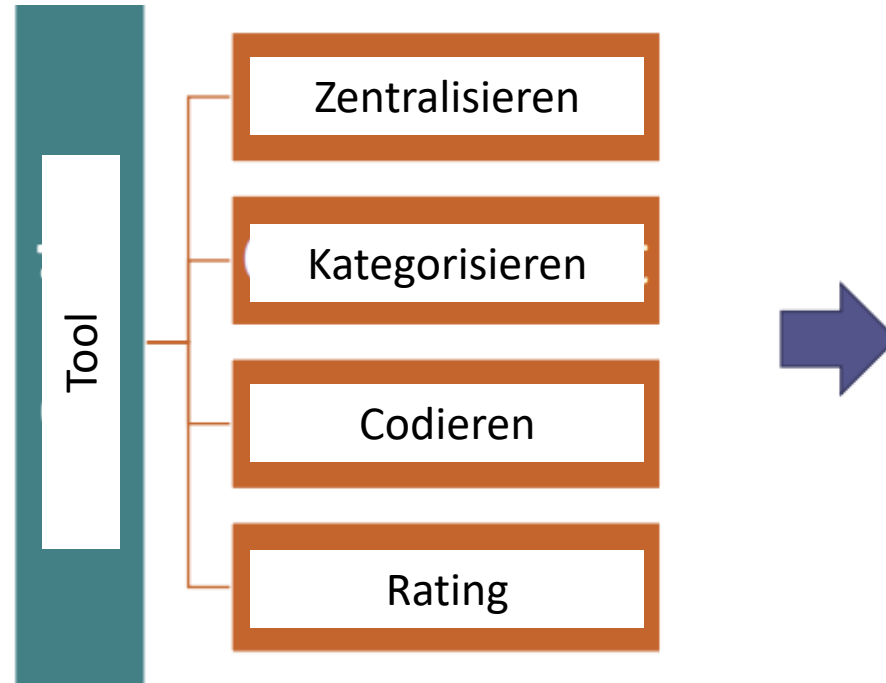 Tool
Zentralisieren
Kategorisieren
Codieren
Rating